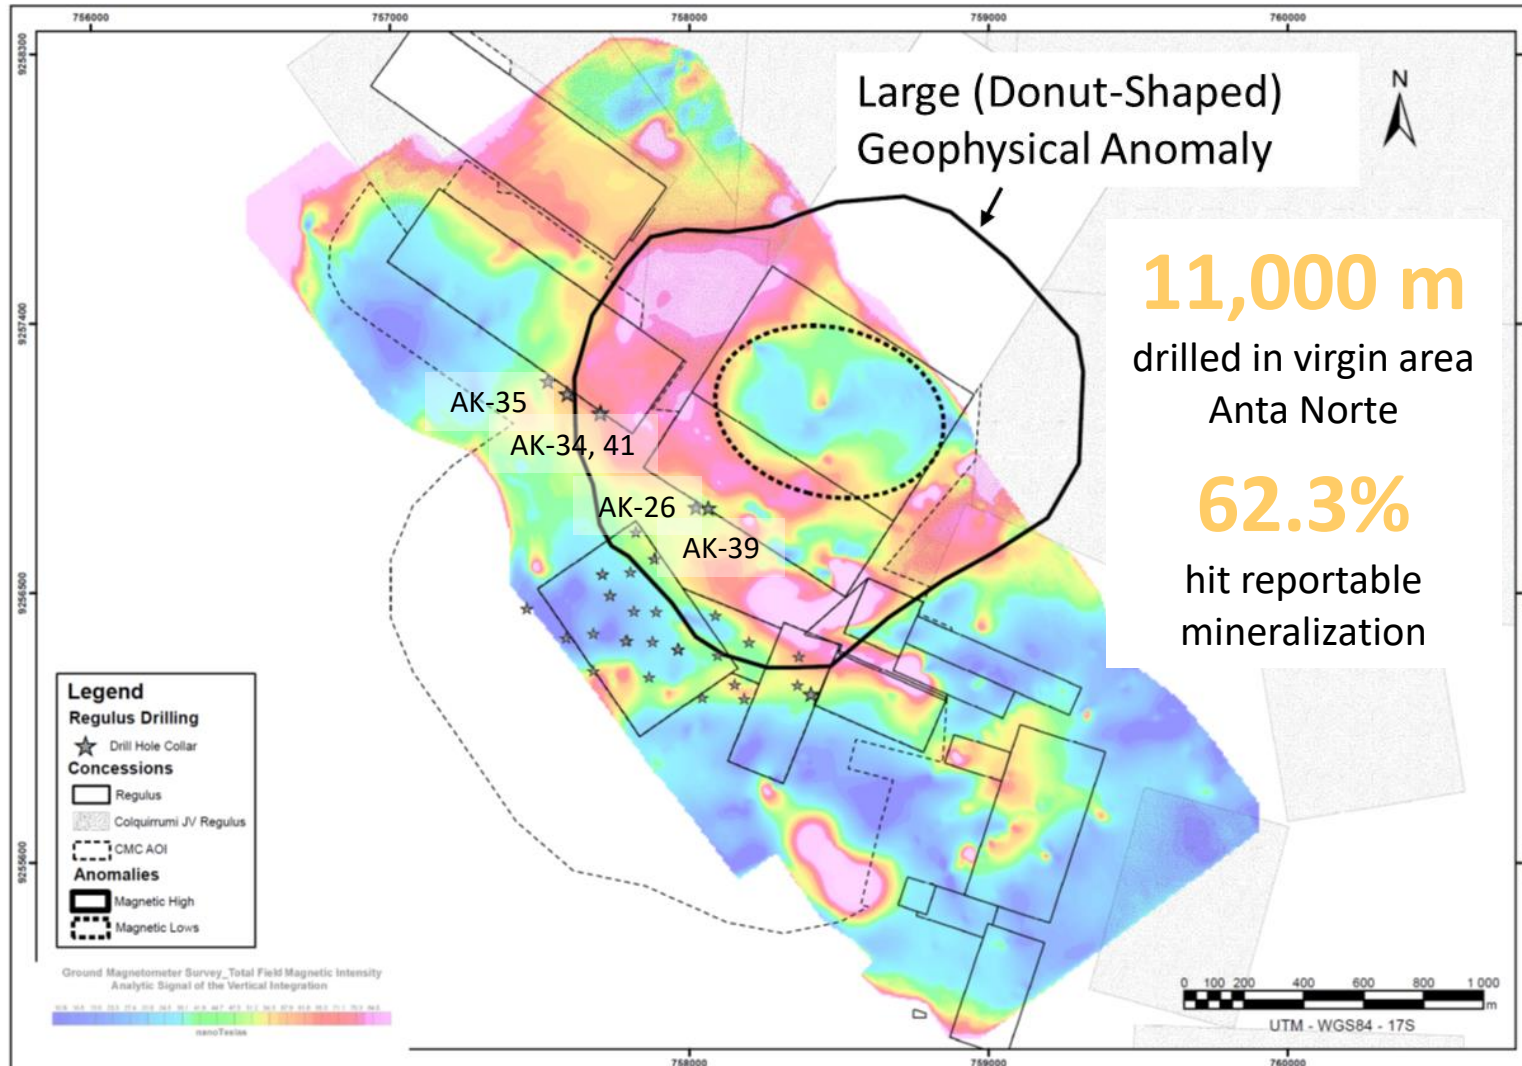 756000
757000
758000
759000
760000
9258300
Large (Donut-Shaped)
Geophysical Anomaly
N
11,000 m
drilled in virgin area
Anta Norte
62.3%
hit reportable
mineralization
9257400
AK-35
AK-34, 41
AK-26
AK-39
9256500
Legend
Regulus Drilling
Drill Hole Collar
Concessions
Regulus
Colquirrumi JV Regulus
CMC AOI
Anomalies
Magnetic High
Magnetic Lows
9255600
Ground Magnetometer Survey_Total Field Magnetic Intensity
Analytic Signal of the Vertical Integration
nanoTeslas
0 100 200 400 600 800 1 000
m
UTM - WGS84 - 17S
758000
759000
760000